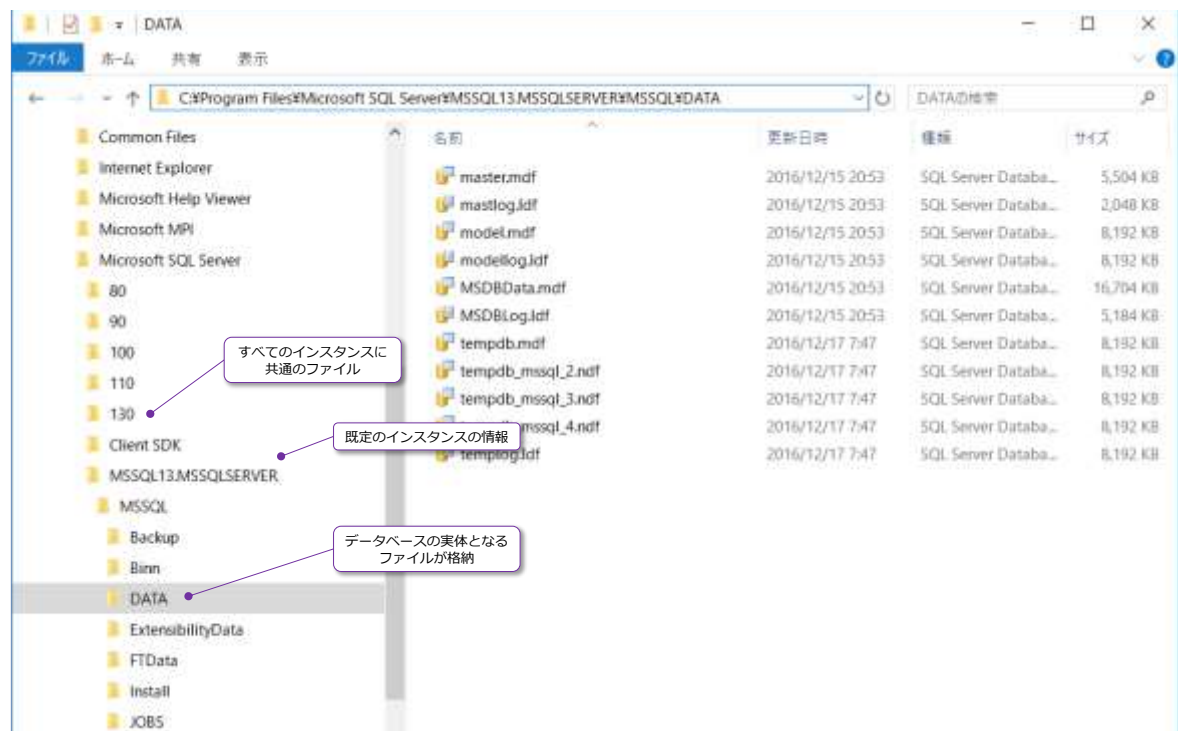 DATA
ファイル ホーム 共有 表示
C:¥Program Files¥Microsoft SQL Server¥MSSQL13.MSSQLSERVER¥MSSQL¥DATA DATAの検索
Common Files
Internet Explorer
Microsoft Help Viewer
Microsoft MPI
Microsoft SQL Server
80
90
100
110
130
Client SDK
MSSQL13.MSSQLSERVER
MSSQL
Backup
Binn
DATA
ExtensibilityData
FTData
Install
JOBS
すべてのインスタンスに
共通のファイル
既定のインスタンスの情報
データベースの実体となる
ファイルが格納
名前 更新日時 種類 サイズ
master.mdf 2016/12/15 20:53 SQL Server Databa... 5,504 KB
mastlog.ldf 2016/12/15 20:53 SQL Server Databa... 2,048 KB
model.mdf 2016/12/15 20:53 SQL Server Databa... 8,192 KB
modellog.ldf 2016/12/15 20:53 SQL Server Databa... 8,192 KB
MSDBData.mdf 2016/12/15 20:53 SQL Server Databa... 16,704 KB
MSDBLog.ldf 2016/12/15 20:53 SQL Server Databa... 5,184 KB
tempdb.mdf 2016/12/17 7:47 SQL Server Databa... 8,192 KB
tempdb_mssql_2.ndf 2016/12/17 7:47 SQL Server Databa... 8,192 KB
tempdb_mssql_3.ndf 2016/12/17 7:47 SQL Server Databa... 8,192 KB
mssql_4.ndf 2016/12/17 7:47 SQL Server Databa... 8,192 KB
templog.ldf 2016/12/17 7:47 SQL Server Databa... 8,192 KB